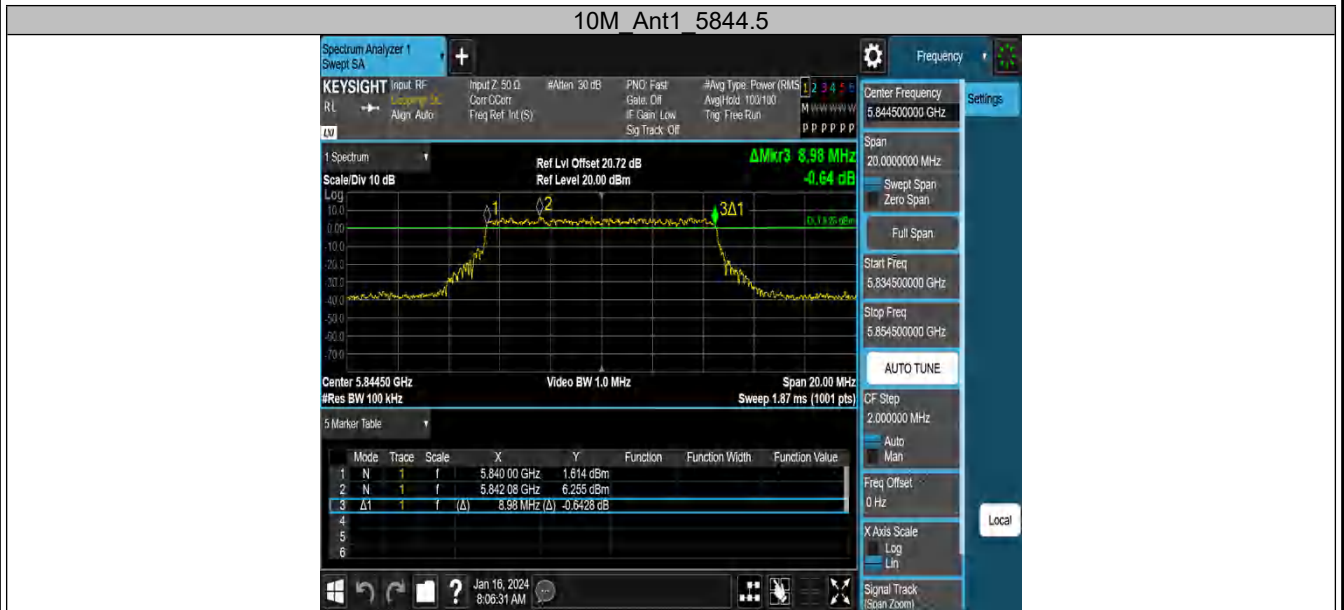 10M_Ant1_5844.5
Spectrum Analyzer 1
Swept SA
+
Frequency
KEYSIGHT
RL
LXI
Input: RF
Align: Auto
Input Z: 50 Ω
Corr CCorr
Freq Ref: Int (S)
#Atten: 30 dB
PNO: Fast
Gate: Off
IF Gain: Low
Sig Track: Off
#Avg Type: Power (RMS
Avg|Hold: 100/100
Trig: Free Run
1 2 3 4 5 6
M W W W W W
P P P P P P
1 Spectrum
Scale/Div 10 dB
Ref Lvl Offset 20.72 dB
Ref Level 20.00 dBm
ΔMkr3 8.98 MHz
-0.64 dB
Log
10.0
0.00
-10.0
-20.0
-30.0
-40.0
-50.0
-60.0
-70.0
1
2
3Δ1
Center 5.84450 GHz
#Res BW 100 kHz
Video BW 1.0 MHz
Span 20.00 MHz
Sweep 1.87 ms (1001 pts)
5 Marker Table
Mode Trace Scale X Y Function Function Width Function Value
1 N 1 f 5.840 00 GHz 1.614 dBm
2 N 1 f 5.842 08 GHz 6.255 dBm
3 Δ1 1 f (Δ) 8.98 MHz (Δ) -0.6428 dB
4
5
6
Center Frequency
5.844500000 GHz
Settings
Span
20.0000000 MHz
Swept Span
Zero Span
Full Span
Start Freq
5.834500000 GHz
Stop Freq
5.854500000 GHz
AUTO TUNE
CF Step
2.000000 MHz
Auto
Man
Freq Offset
0 Hz
X Axis Scale
Log
Lin
Local
Signal Track
(Span Zoom)
?
Jan 16, 2024
8:06:31 AM